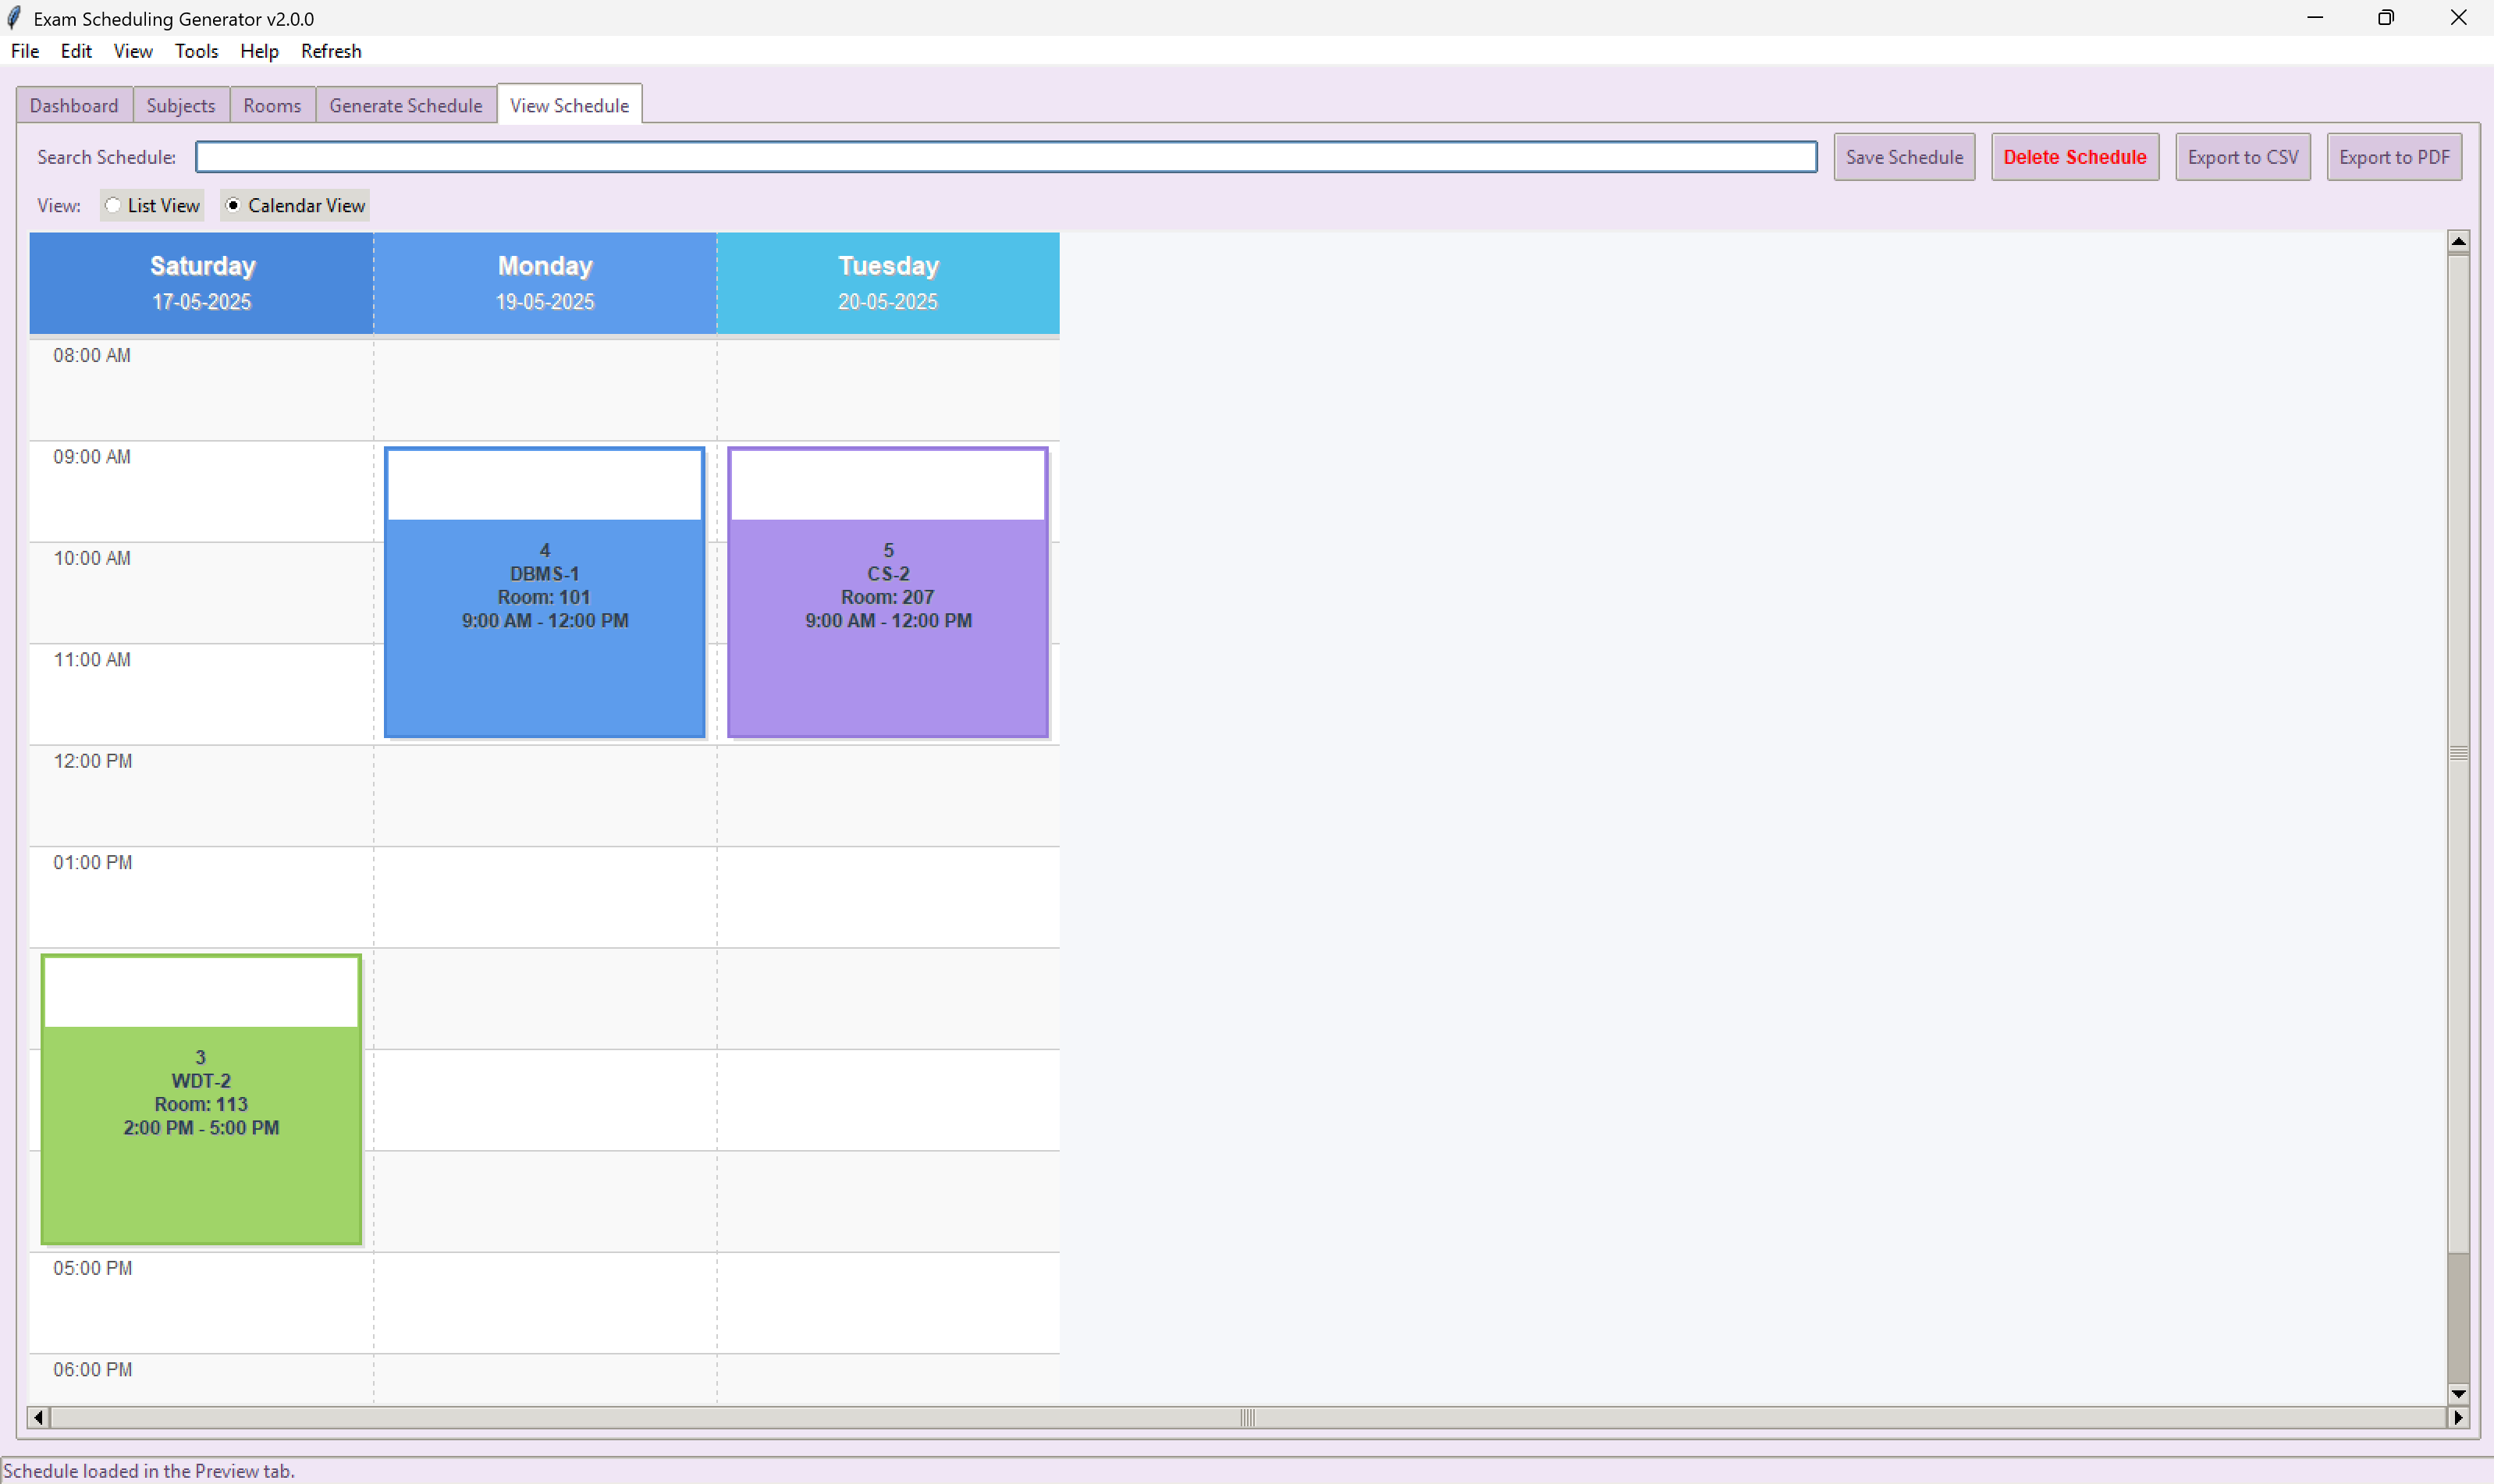 Exam Scheduling Generator v2.0.0
File Edit View Tools Help Refresh
Dashboard Subjects Rooms Generate Schedule View Schedule
Search Schedule: Save Schedule Delete Schedule Export to CSV Export to PDF
View: List View Calendar View
Saturday Monday Tuesday
17-05-2025 19-05-2025 20-05-2025
08:00 AM
09:00 AM
10:00 AM
4
DBMS-1
Room: 101
9:00 AM - 12:00 PM
5
CS-2
Room: 207
9:00 AM - 12:00 PM
11:00 AM
12:00 PM
01:00 PM
3
WDT-2
Room: 113
2:00 PM - 5:00 PM
05:00 PM
06:00 PM
Schedule loaded in the Preview tab.